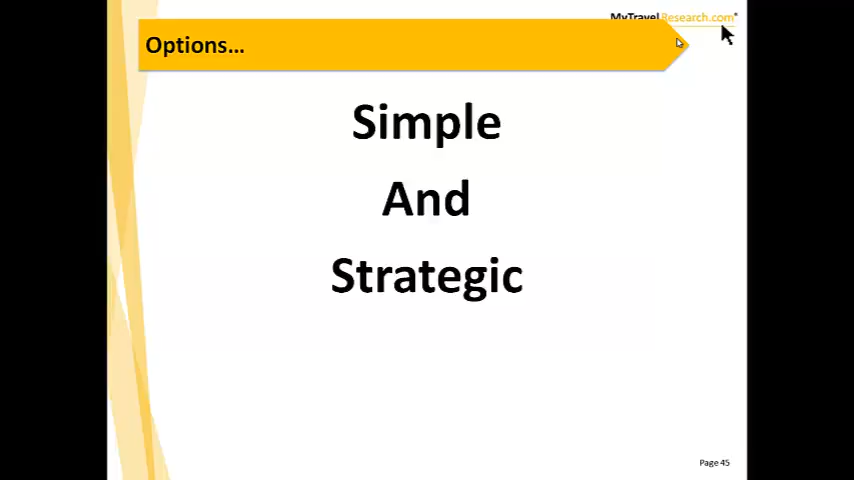 MyTravelResearch.com®
Options...
Simple
And
Strategic
Page 45